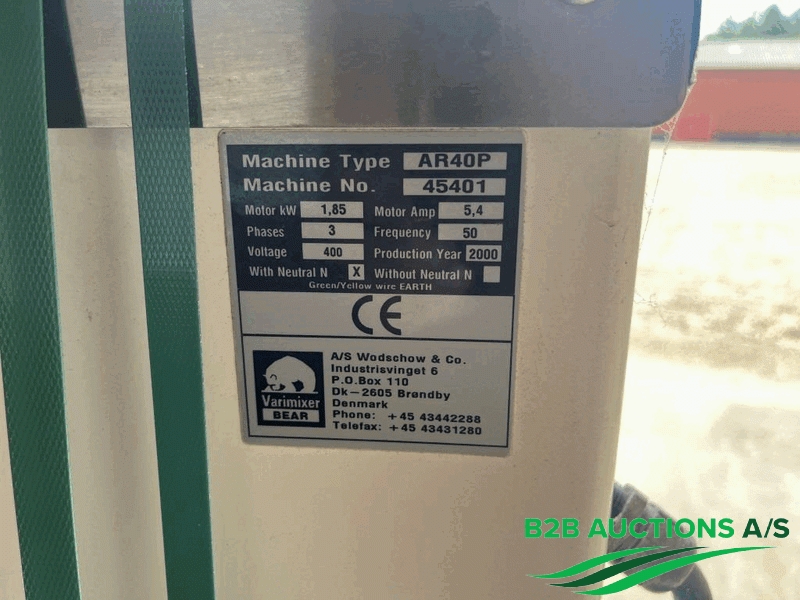 Machine Type AR40P
Machine No. 45401
Motor kW 1,85 Motor Amp 5,4
Phases 3 Frequency 50
Voltage 400 Production Year 2000
With Neutral N X Without Neutral N
Green/Yellow wire EARTH
CE
Varimixer
BEAR
A/S Wodschow & Co.
Industrisvinget 6
P.O.Box 110
Dk-2605 Brøndby
Denmark
Phone: +45 43442288
Telefax: +45 43431280
B2B AUCTIONS A/S